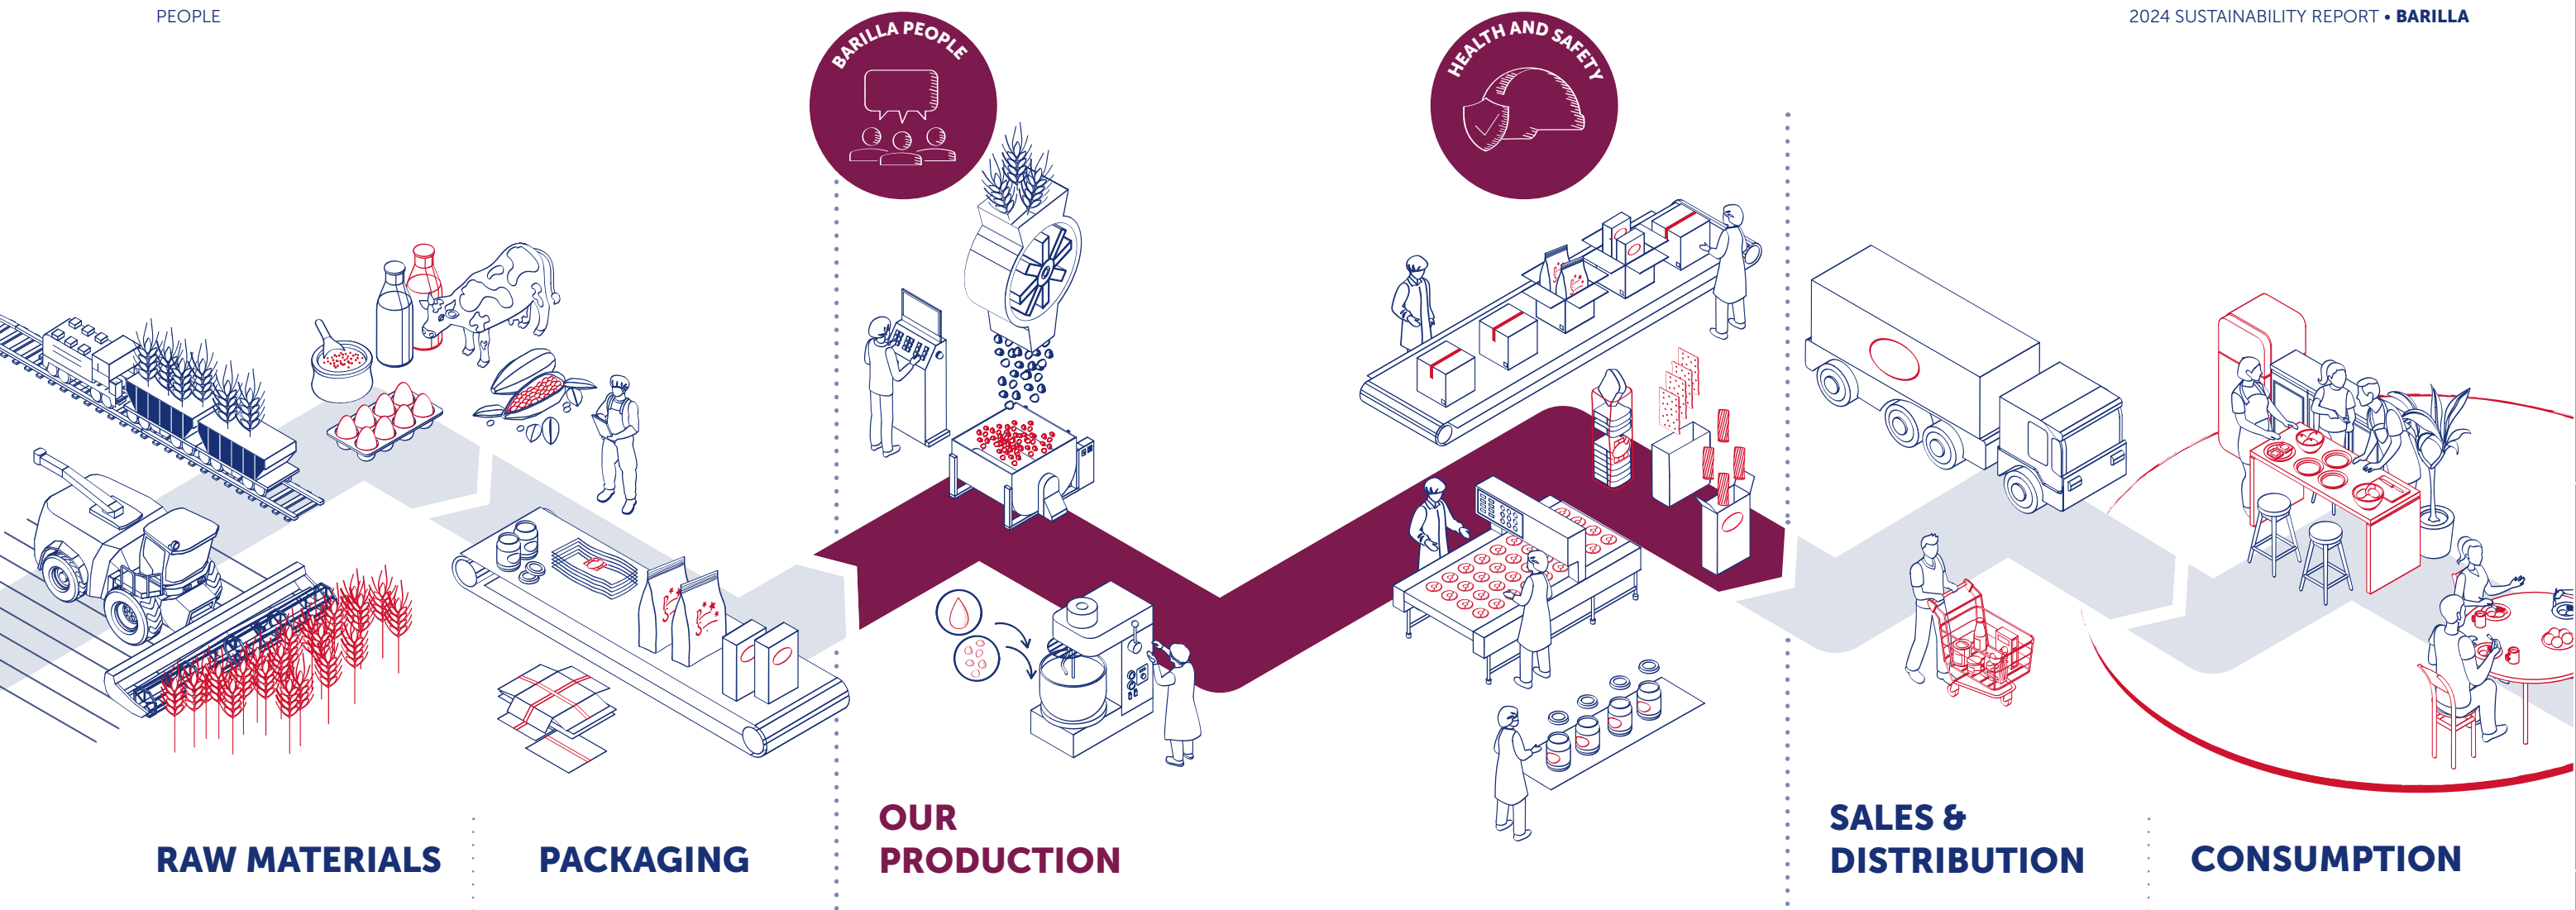 PEOPLE
2024 SUSTAINABILITY REPORT • BARILLA
BARILLA PEOPLE
HEALTH AND SAFETY
RAW MATERIALS
PACKAGING
OUR
PRODUCTION
SALES &
DISTRIBUTION
CONSUMPTION